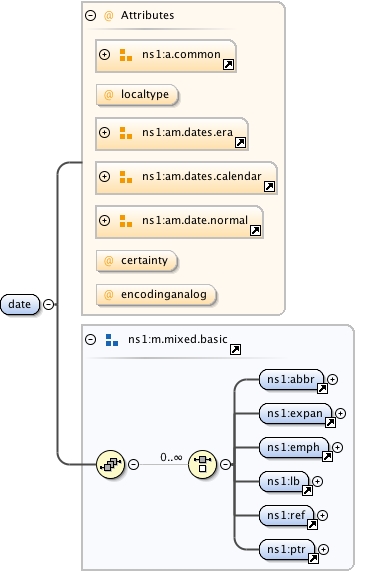 @ Attributes
ns1:a.common
@ localtype
ns1:am.dates.era
ns1:am.dates.calendar
ns1:am.date.normal
@ certainty
@ encodinganalog
date
ns1:m.mixed.basic
ns1:abbr
ns1:expan
ns1:emph
0..∞
ns1:lb
ns1:ref
ns1:ptr